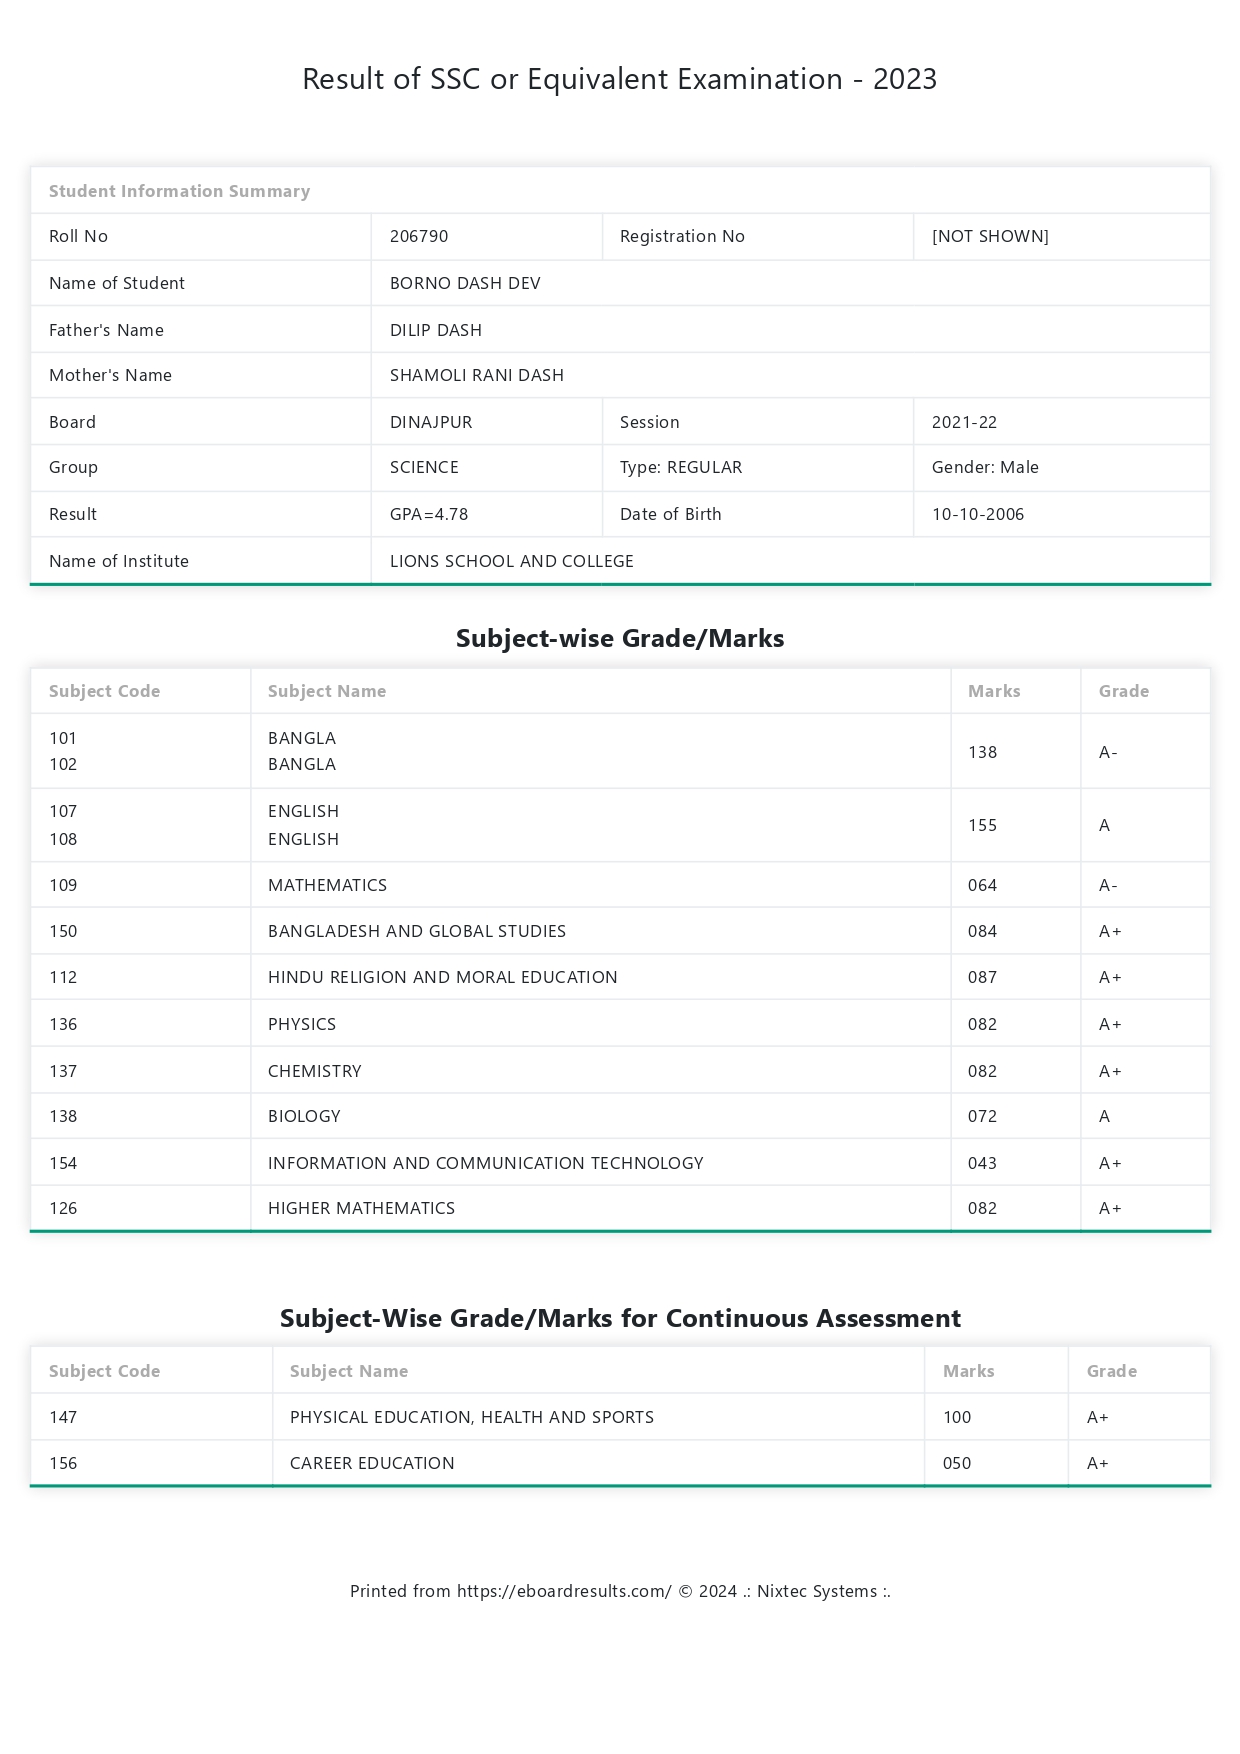 Result of SSC or Equivalent Examination - 2023
Student Information Summary
Roll No 206790 Registration No [NOT SHOWN]
Name of Student BORNO DASH DEV
Father's Name DILIP DASH
Mother's Name SHAMOLI RANI DASH
Board DINAJPUR Session 2021-22
Group SCIENCE Type: REGULAR Gender: Male
Result GPA=4.78 Date of Birth 10-10-2006
Name of Institute LIONS SCHOOL AND COLLEGE
Subject-wise Grade/Marks
Subject Code Subject Name Marks Grade
101 BANGLA
102 BANGLA
138 A-
107 ENGLISH
108 ENGLISH
155 A
109 MATHEMATICS 064 A-
150 BANGLADESH AND GLOBAL STUDIES 084 A+
112 HINDU RELIGION AND MORAL EDUCATION 087 A+
136 PHYSICS 082 A+
137 CHEMISTRY 082 A+
138 BIOLOGY 072 A
154 INFORMATION AND COMMUNICATION TECHNOLOGY 043 A+
126 HIGHER MATHEMATICS 082 A+
Subject-Wise Grade/Marks for Continuous Assessment
Subject Code Subject Name Marks Grade
147 PHYSICAL EDUCATION, HEALTH AND SPORTS 100 A+
156 CAREER EDUCATION 050 A+
Printed from https://eboardresults.com/ © 2024 .: Nixtec Systems :.